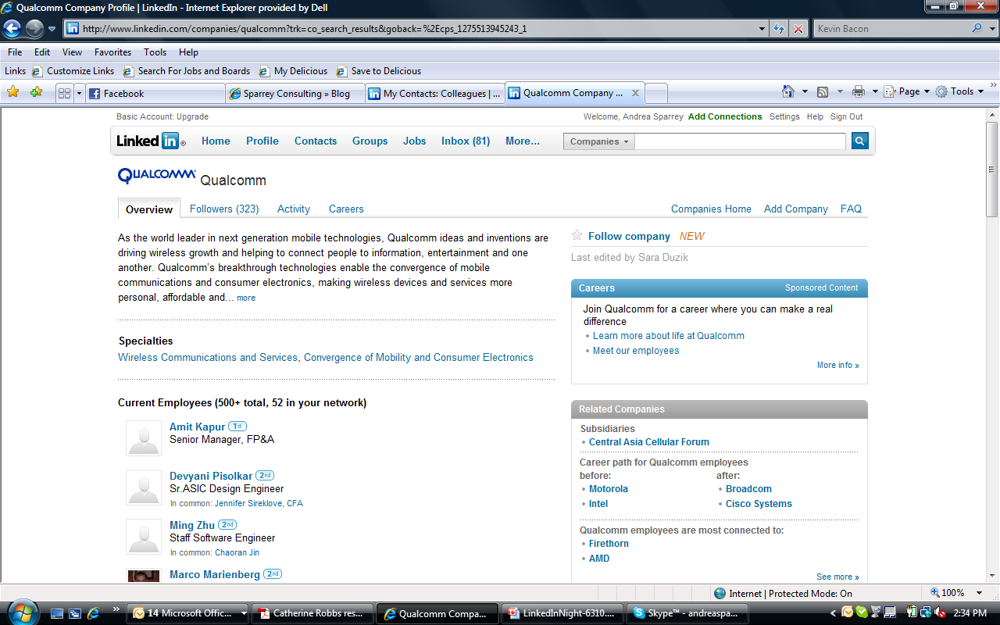 Qualcomm Company Profile | LinkedIn - Internet Explorer provided by Dell
http://www.linkedin.com/companies/qualcomm?trk=co_search_results&goback=%2Ecps_1275513945243_1
Kevin Bacon
File Edit View Favorites Tools Help
Links Customize Links Search For Jobs and Boards My Delicious Save to Delicious
Facebook Sparrey Consulting » Blog My Contacts: Colleagues | ... Qualcomm Company ... Page Tools
Basic Account: Upgrade Welcome, Andrea Sparrey Add Connections Settings Help Sign Out
Linked in ® Home Profile Contacts Groups Jobs Inbox (81) More... Companies
QUALCOMM Qualcomm
Overview Followers (323) Activity Careers Companies Home Add Company FAQ
As the world leader in next generation mobile technologies, Qualcomm ideas and inventions are
driving wireless growth and helping to connect people to information, entertainment and one
another. Qualcomm's breakthrough technologies enable the convergence of mobile
communications and consumer electronics, making wireless devices and services more
personal, affordable and... more
Specialties
Wireless Communications and Services, Convergence of Mobility and Consumer Electronics
Current Employees (500+ total, 52 in your network)
Amit Kapur 1st
Senior Manager, FP&A
Devyani Pisolkar 2nd
Sr.ASIC Design Engineer
In common: Jennifer Sireklove, CFA
Ming Zhu 2nd
Staff Software Engineer
In common: Chaoran Jin
Marco Marienberg 2nd
Follow company NEW
Last edited by Sara Duzik
Careers Sponsored Content
Join Qualcomm for a career where you can make a real
difference
Learn more about life at Qualcomm
Meet our employees
More info »
Related Companies
Subsidiaries
Central Asia Cellular Forum
Career path for Qualcomm employees
before: after:
Motorola Broadcom
Intel Cisco Systems
Qualcomm employees are most connected to:
Firethorn
AMD
See more »
Internet | Protected Mode: On 100%
14 Microsoft Offic... Catherine Robbs res... Qualcomm Compa... LinkedInNight-6310.... Skype™ - andreaspa... 2:34 PM